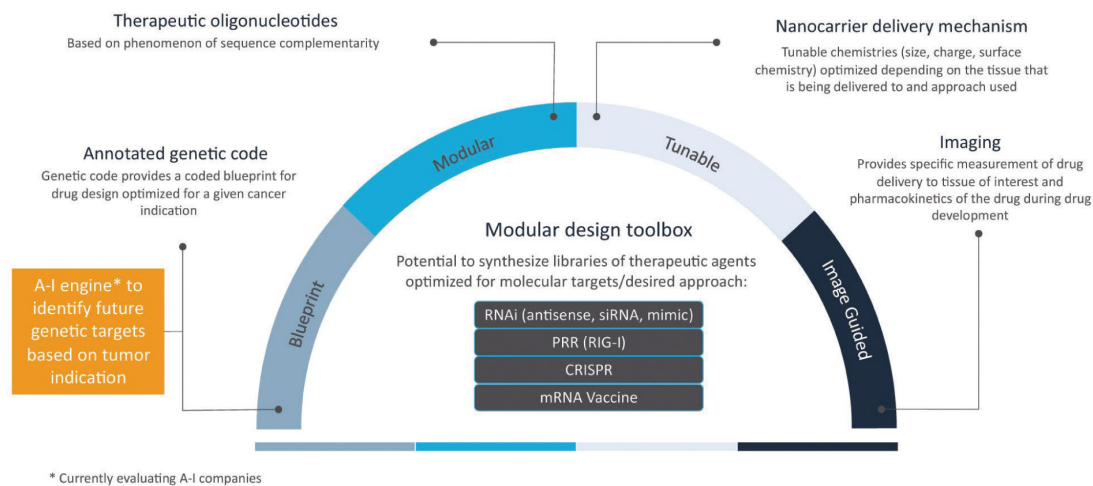 Therapeutic oligonucleotides
Based on phenomenon of sequence complementarity
Nanocarrier delivery mechanism
Tunable chemistries (size, charge, surface
chemistry) optimized depending on the tissue that
is being delivered to and approach used
Annotated genetic code
Genetic code provides a coded blueprint for
drug design optimized for a given cancer
indication
Imaging
Provides specific measurement of drug
delivery to tissue of interest and
pharmacokinetics of the drug during drug
development
A-I engine* to
identify future
genetic targets
based on tumor
indication
Blueprint
Modular
Tunable
Image Guided
Modular design toolbox
Potential to synthesize libraries of therapeutic agents
optimized for molecular targets/desired approach:
RNAi (antisense, siRNA, mimic)
PRR (RIG-I)
CRISPR
mRNA Vaccine
* Currently evaluating A-I companies